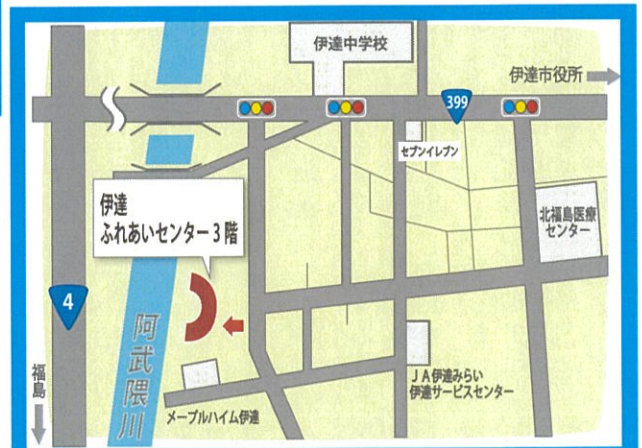 伊達中学校
伊達市役所
399
セブンイレブン
伊達
ふれあいセンター3階
北福島医療
センター
4
阿武隈川
福島
メープルハイム伊達
JA伊達みらい
伊達サービスセンター